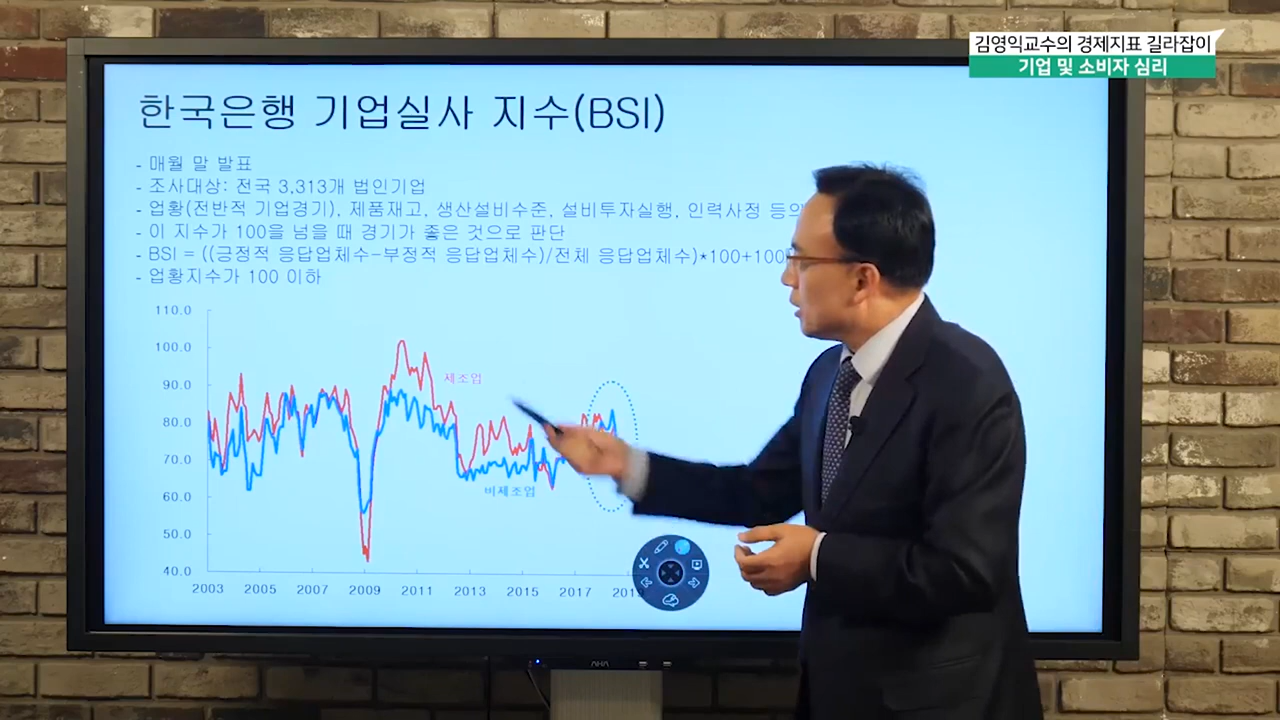 김영익교수의 경제지표 길라잡이
기업 및 소비자 심리
한국은행 기업실사 지수(BSI)
- 매월 말 발표
- 조사대상: 전국 3,313개 법인기업
- 업황(전반적 기업경기), 제품재고, 생산설비수준, 설비투자실행, 인력사정 등의
- 이 지수가 100을 넘을 때 경기가 좋은 것으로 판단
- BSI = ((긍정적 응답업체수-부정적 응답업체수)/전체 응답업체수)*100+100
- 업황지수가 100 이하
110.0
100.0
90.0
제조업
80.0
70.0
비제조업
60.0
50.0
40.0
2003 2005 2007 2009 2011 2013 2015 2017 2019
AHA